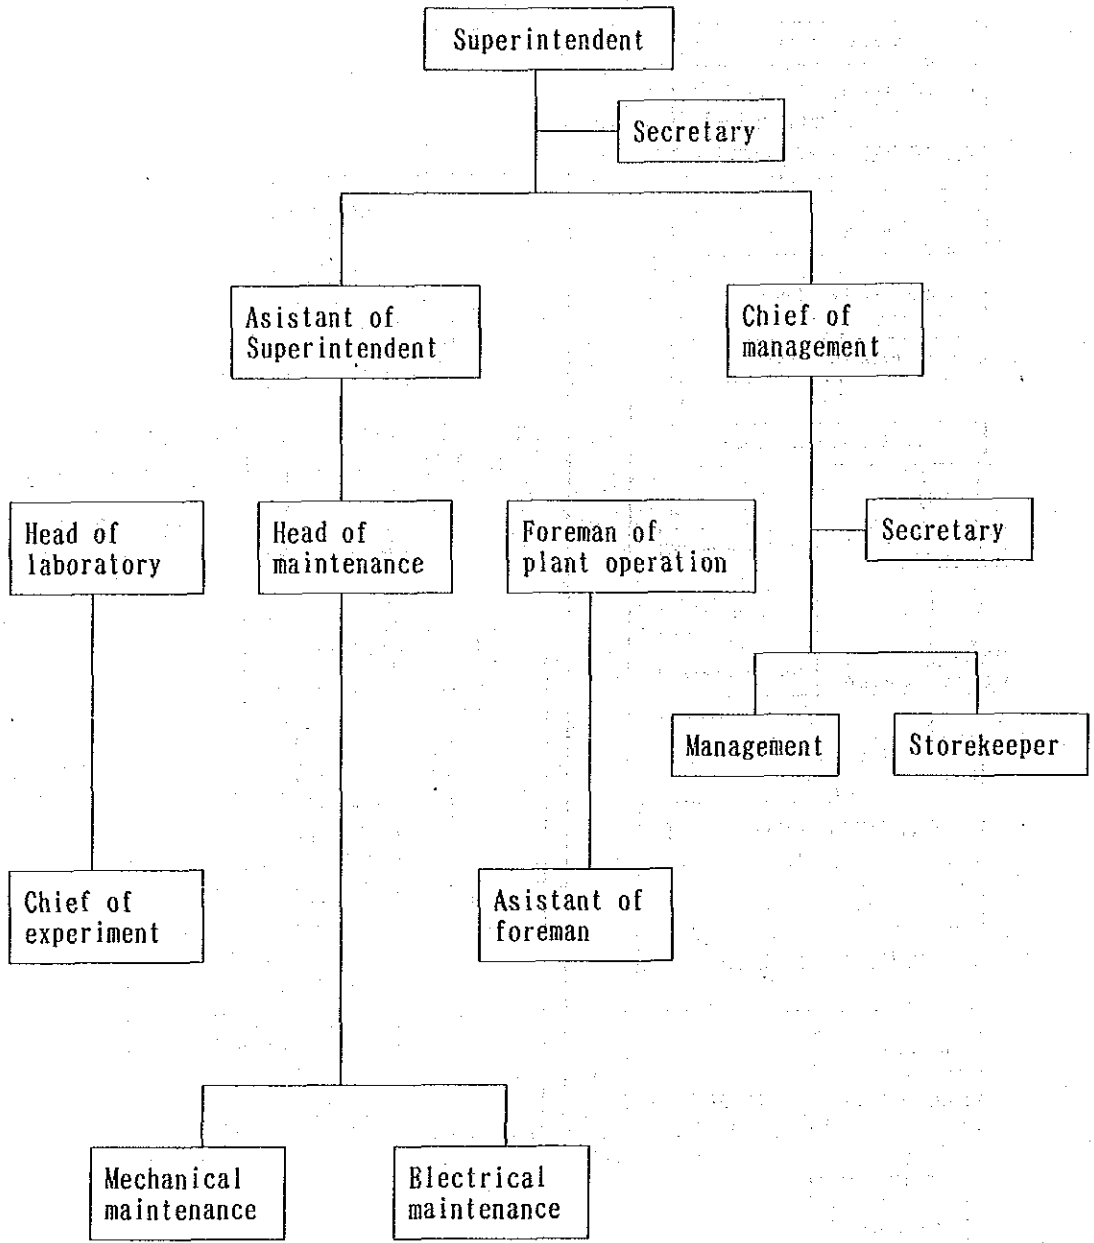 Superintendent
Secretary
Asistant of
Superintendent
Chief of
management
Head of
laboratory
Head of
maintenance
Foreman of
plant operation
Secretary
Management
Storekeeper
Chief of
experiment
Asistant of
foreman
Mechanical
maintenance
Electrical
maintenance